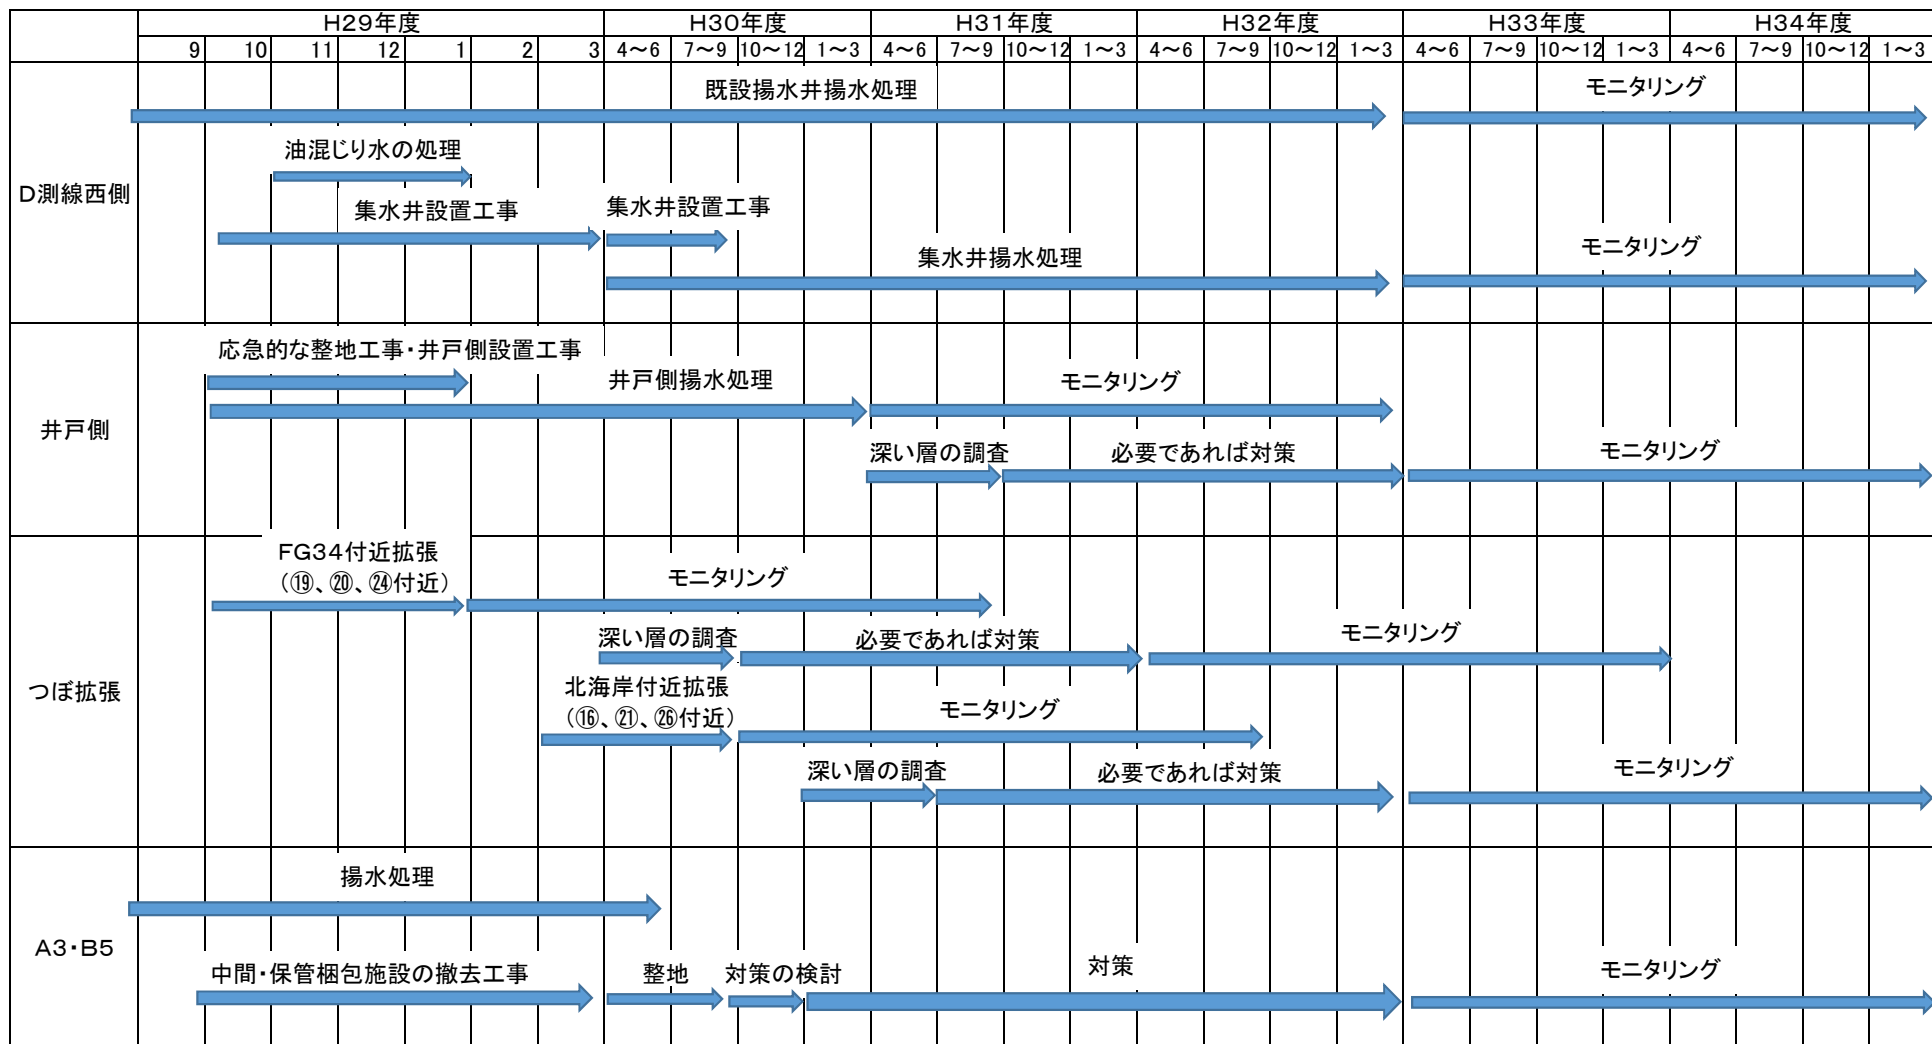 H29年度 H30年度 H31年度 H32年度 H33年度 H34年度
9 10 11 12 1 2 3 4～6 7～9 10～12 1～3 4～6 7～9 10～12 1～3 4～6 7～9 10～12 1～3 4～6 7～9 10～12 1～3 4～6 7～9 10～12 1～3
D測線西側
既設揚水井揚水処理 モニタリング
油混じり水の処理
集水井設置工事 集水井設置工事
集水井揚水処理 モニタリング
井戸側
応急的な整地工事・井戸側設置工事
井戸側揚水処理 モニタリング
深い層の調査 必要であれば対策 モニタリング
つぼ拡張
FG34付近拡張
（⑲、⑳、㉔付近） モニタリング
深い層の調査 必要であれば対策 モニタリング
北海岸付近拡張
（⑯、㉑、㉖付近） モニタリング
深い層の調査 必要であれば対策 モニタリング
A3・B5
揚水処理
中間・保管梱包施設の撤去工事 整地 対策の検討 対策 モニタリング